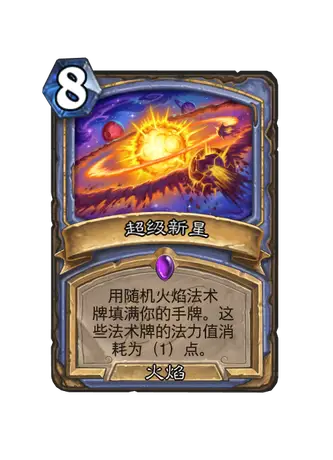 8
超级新星
用随机火焰法术
牌填满你的手牌。这
些法术牌的法力值消
耗为（1）点。
火焰